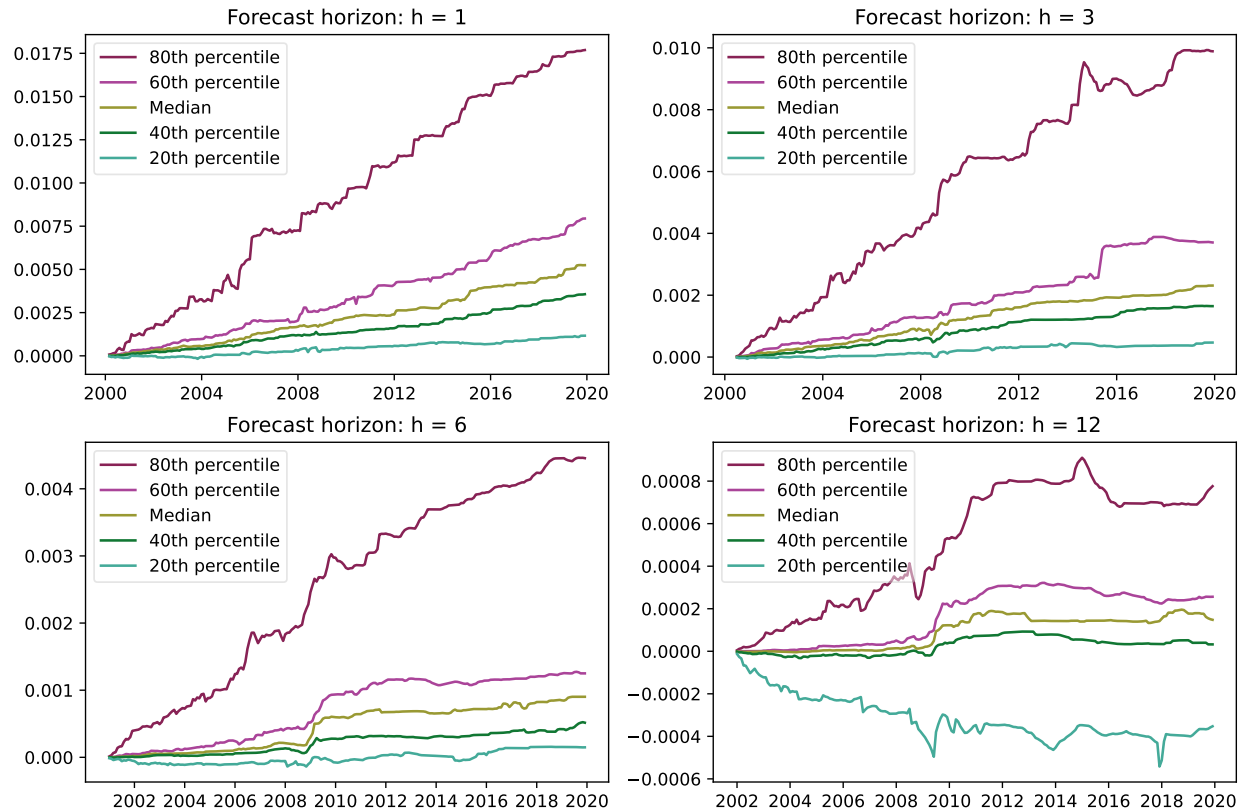 Forecast horizon: h = 1
0.0175
0.0150
0.0125
0.0100
0.0075
0.0050
0.0025
0.0000
80th percentile
60th percentile
Median
40th percentile
20th percentile
2000 2004 2008 2012 2016 2020
Forecast horizon: h = 3
0.010
0.008
0.006
0.004
0.002
0.000
80th percentile
60th percentile
Median
40th percentile
20th percentile
2000 2004 2008 2012 2016 2020
Forecast horizon: h = 6
0.004
0.003
0.002
0.001
0.000
80th percentile
60th percentile
Median
40th percentile
20th percentile
2002 2004 2006 2008 2010 2012 2014 2016 2018 2020
Forecast horizon: h = 12
0.0008
0.0006
0.0004
0.0002
0.0000
−0.0002
−0.0004
−0.0006
80th percentile
60th percentile
Median
40th percentile
20th percentile
2002 2004 2006 2008 2010 2012 2014 2016 2018 2020